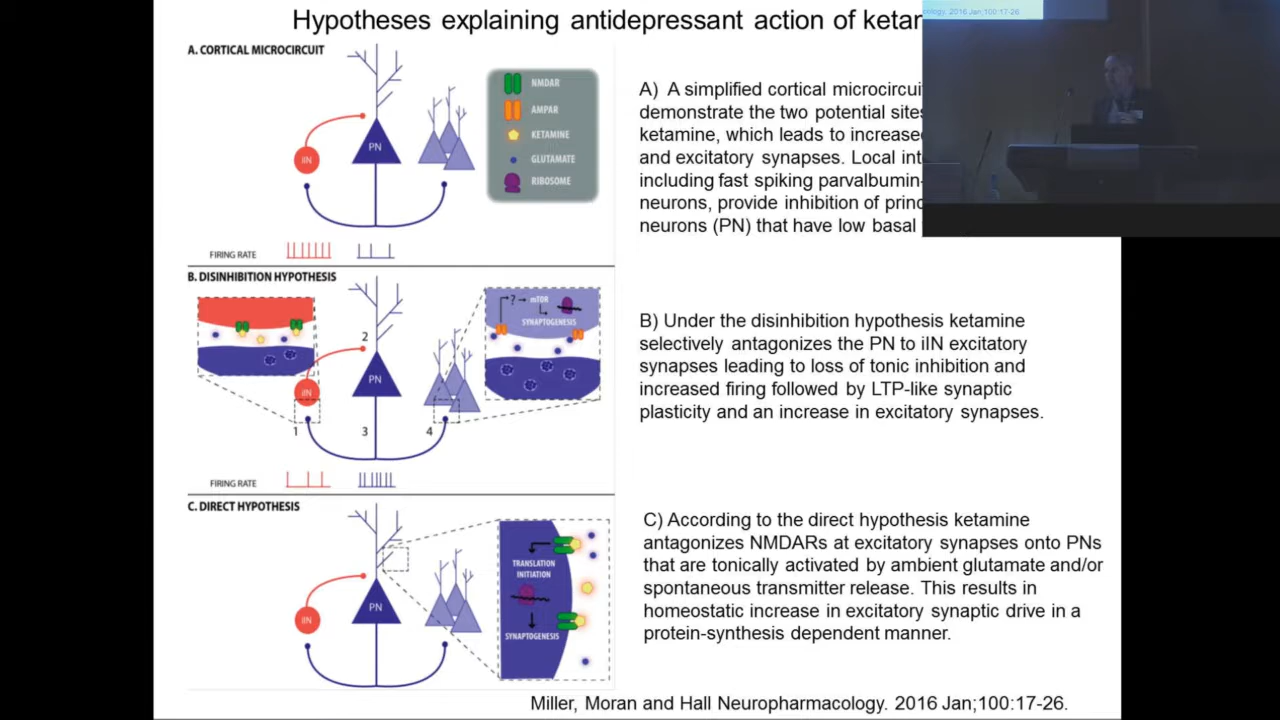 Hypotheses explaining antidepressant action of
cology. 2016 Jan;100:17-26
A. CORTICAL MICROCIRCUIT
NMDAR
AMPAR
KETAMINE
GLUTAMATE
RIBOSOME
iIN
PN
FIRING RATE
A) A simplified cortical
demonstrate the two potential
ketamine, which leads to
and excitatory synapses. Local
including fast spiking
neurons, provide inhibition of
neurons (PN) that have low basal
B. DISINHIBITION HYPOTHESIS
? → mTOR
SYNAPTOGENESIS
2
PN
iIN
1
3
4
FIRING RATE
B) Under the disinhibition hypothesis ketamine
selectively antagonizes the PN to iIN excitatory
synapses leading to loss of tonic inhibition and
increased firing followed by LTP-like synaptic
plasticity and an increase in excitatory synapses.
C. DIRECT HYPOTHESIS
TRANSLATION
INITIATION
SYNAPTOGENESIS
PN
iIN
C) According to the direct hypothesis ketamine
antagonizes NMDARs at excitatory synapses onto PNs
that are tonically activated by ambient glutamate and/or
spontaneous transmitter release. This results in
homeostatic increase in excitatory synaptic drive in a
protein-synthesis dependent manner.
Miller, Moran and Hall Neuropharmacology. 2016 Jan;100:17-26.